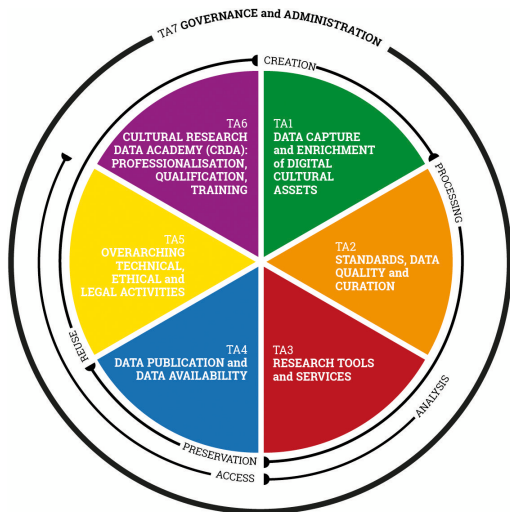 TA7 GOVERNANCE and ADMINISTRATION
CREATION
TA6
CULTURAL RESEARCH
DATA ACADEMY (CRDA):
PROFESSIONALISATION,
QUALIFICATION,
TRAINING
TA1
DATA CAPTURE
and ENRICHMENT
of DIGITAL
CULTURAL
ASSETS
PROCESSING
TA5
OVERARCHING
TECHNICAL,
ETHICAL and
LEGAL ACTIVITIES
TA2
STANDARDS, DATA
QUALITY and
CURATION
REUSE
TA4
DATA PUBLICATION and
DATA AVAILABILITY
TA3
RESEARCH TOOLS
and SERVICES
ANALYSIS
PRESERVATION
ACCESS